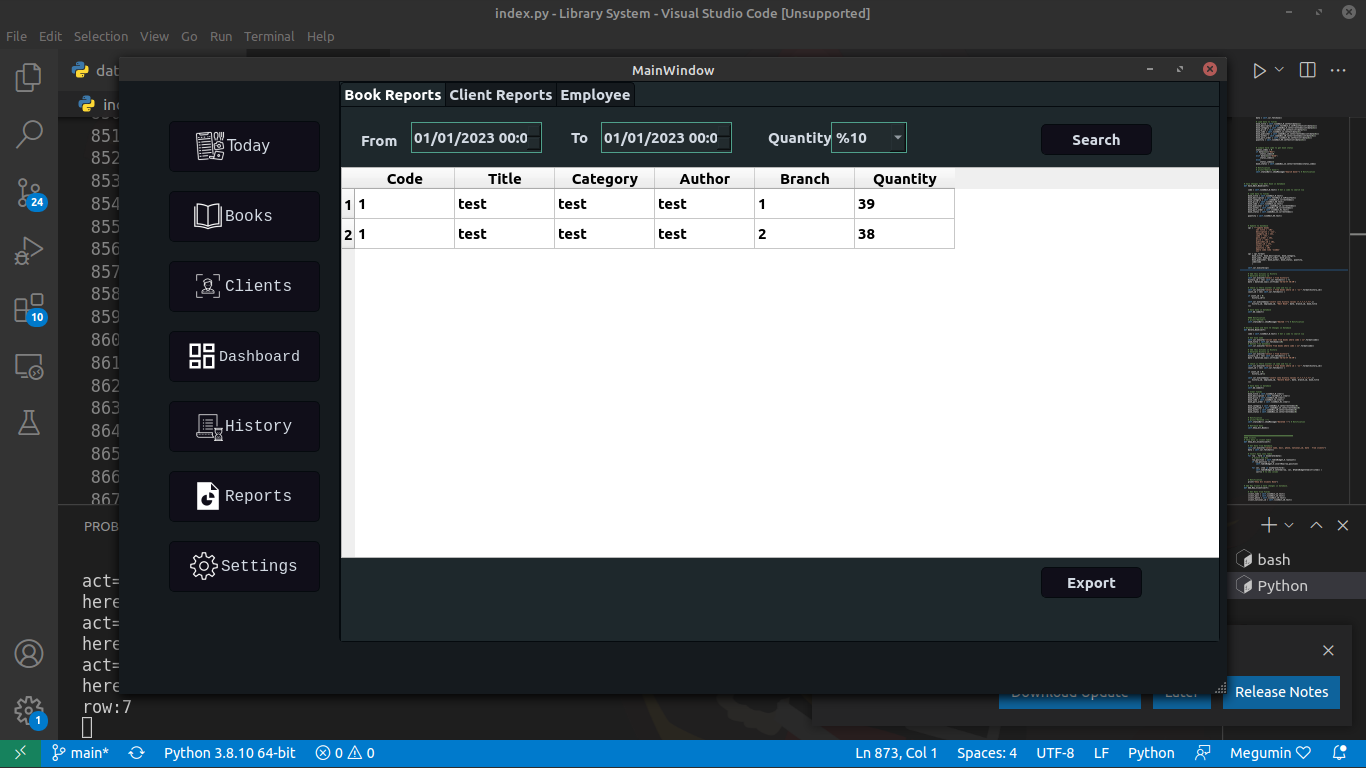 index.py - Library System - Visual Studio Code [Unsupported]
File Edit Selection View Go Run Terminal Help
dat
MainWindow
Book Reports Client Reports Employee
From 01/01/2023 00:0 To 01/01/2023 00:0 Quantity %10 Search
Code Title Category Author Branch Quantity
1 1 test test test 1 39
2 1 test test test 2 38
Export
Today
Books
Clients
Dashboard
History
Reports
Settings
851
852
853
854
855
856
857
858
859
860
861
862
863
864
865
866
867
24
10
1
PROB
act=
here
act=
here
act=
here
row:7
bash
Python
Download Update Later Release Notes
main* Python 3.8.10 64-bit 0 0 Ln 873, Col 1 Spaces: 4 UTF-8 LF Python Megumin